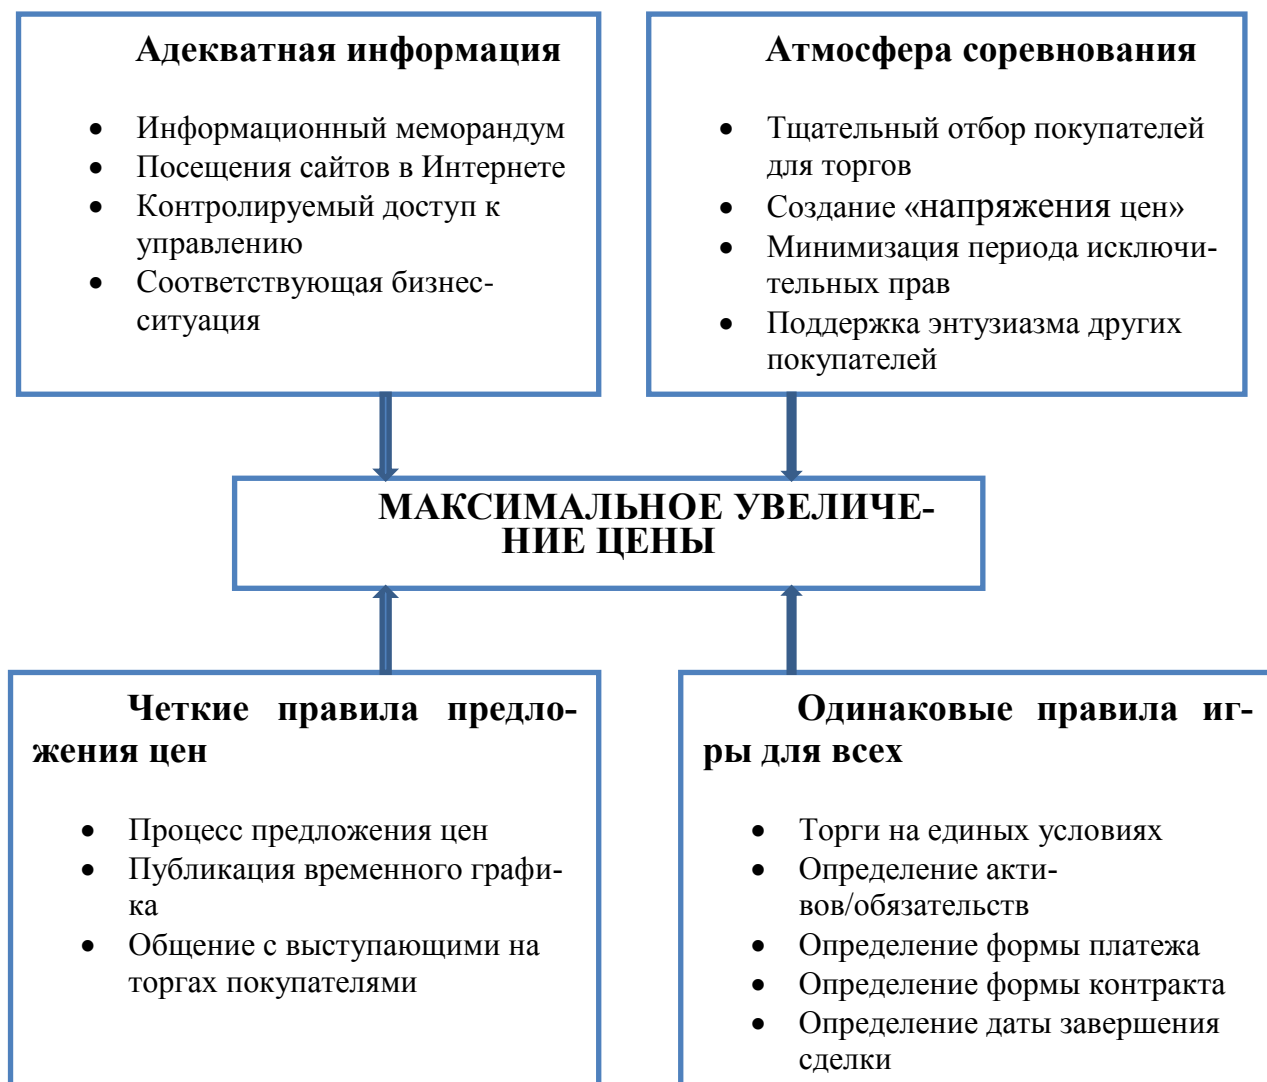 Адекватная информация
• Информационный меморандум
• Посещения сайтов в Интернете
• Контролируемый доступ к
управлению
• Соответствующая бизнес-
ситуация
Атмосфера соревнования
• Тщательный отбор покупателей
для торгов
• Создание «напряжения цен»
• Минимизация периода исключи-
тельных прав
• Поддержка энтузиазма других
покупателей
МАКСИМАЛЬНОЕ УВЕЛИЧЕ-
НИЕ ЦЕНЫ
Четкие правила предло-
жения цен
• Процесс предложения цен
• Публикация временного графи-
ка
• Общение с выступающими на
торгах покупателями
Одинаковые правила иг-
ры для всех
• Торги на единых условиях
• Определение акти-
вов/обязательств
• Определение формы платежа
• Определение формы контракта
• Определение даты завершения
сделки